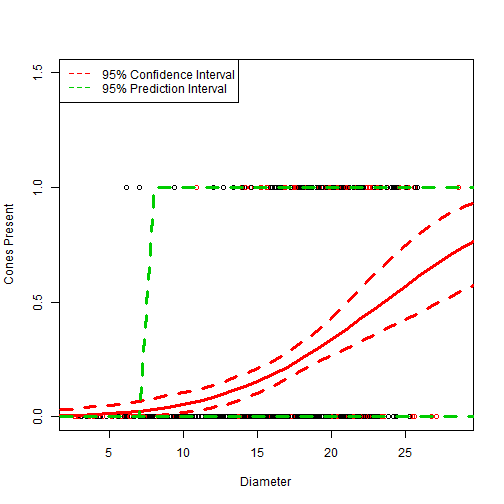 95% Confidence Interval
95% Prediction Interval
1.5
1.0
0.5
0.0
Cones Present
5 10 15 20 25
Diameter